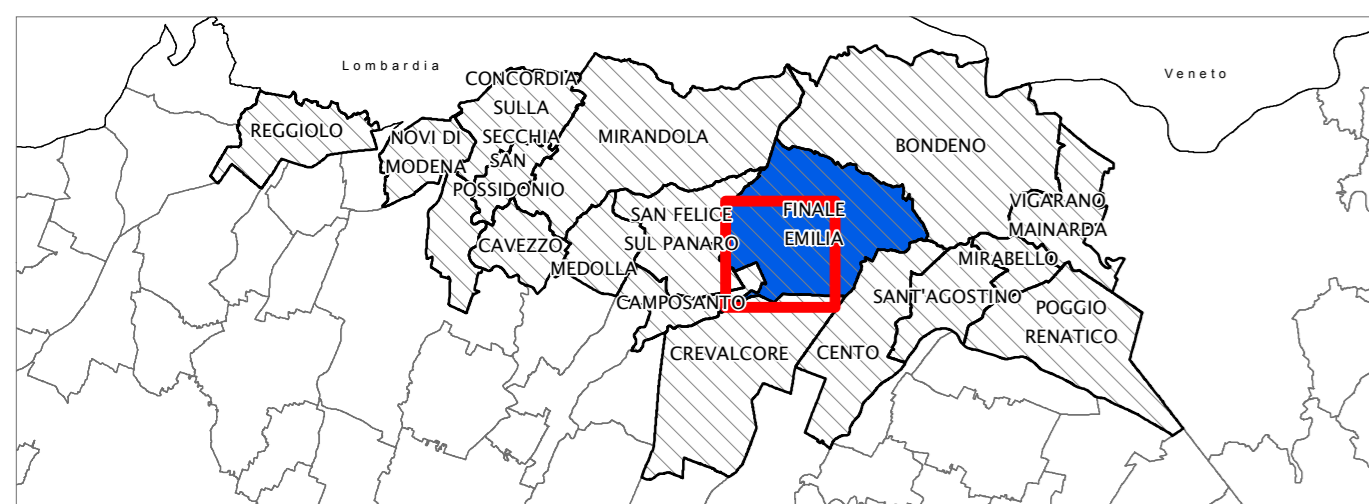 Lombardia
Veneto
CONCORDIA
SULLA
SECCHIA
REGGIOLO
NOVI DI
MODENA
MIRANDOLA
BONDENO
SAN
POSSIDONIO
SAN FELICE
SUL PANARO
FINALE
EMILIA
VIGARANO
MAINARDA
CAVEZZO
MEDOLLA
MIRABELLO
CAMPOSANTO
SANT'AGOSTINO
POGGIO
RENATICO
CREVALCORE
CENTO